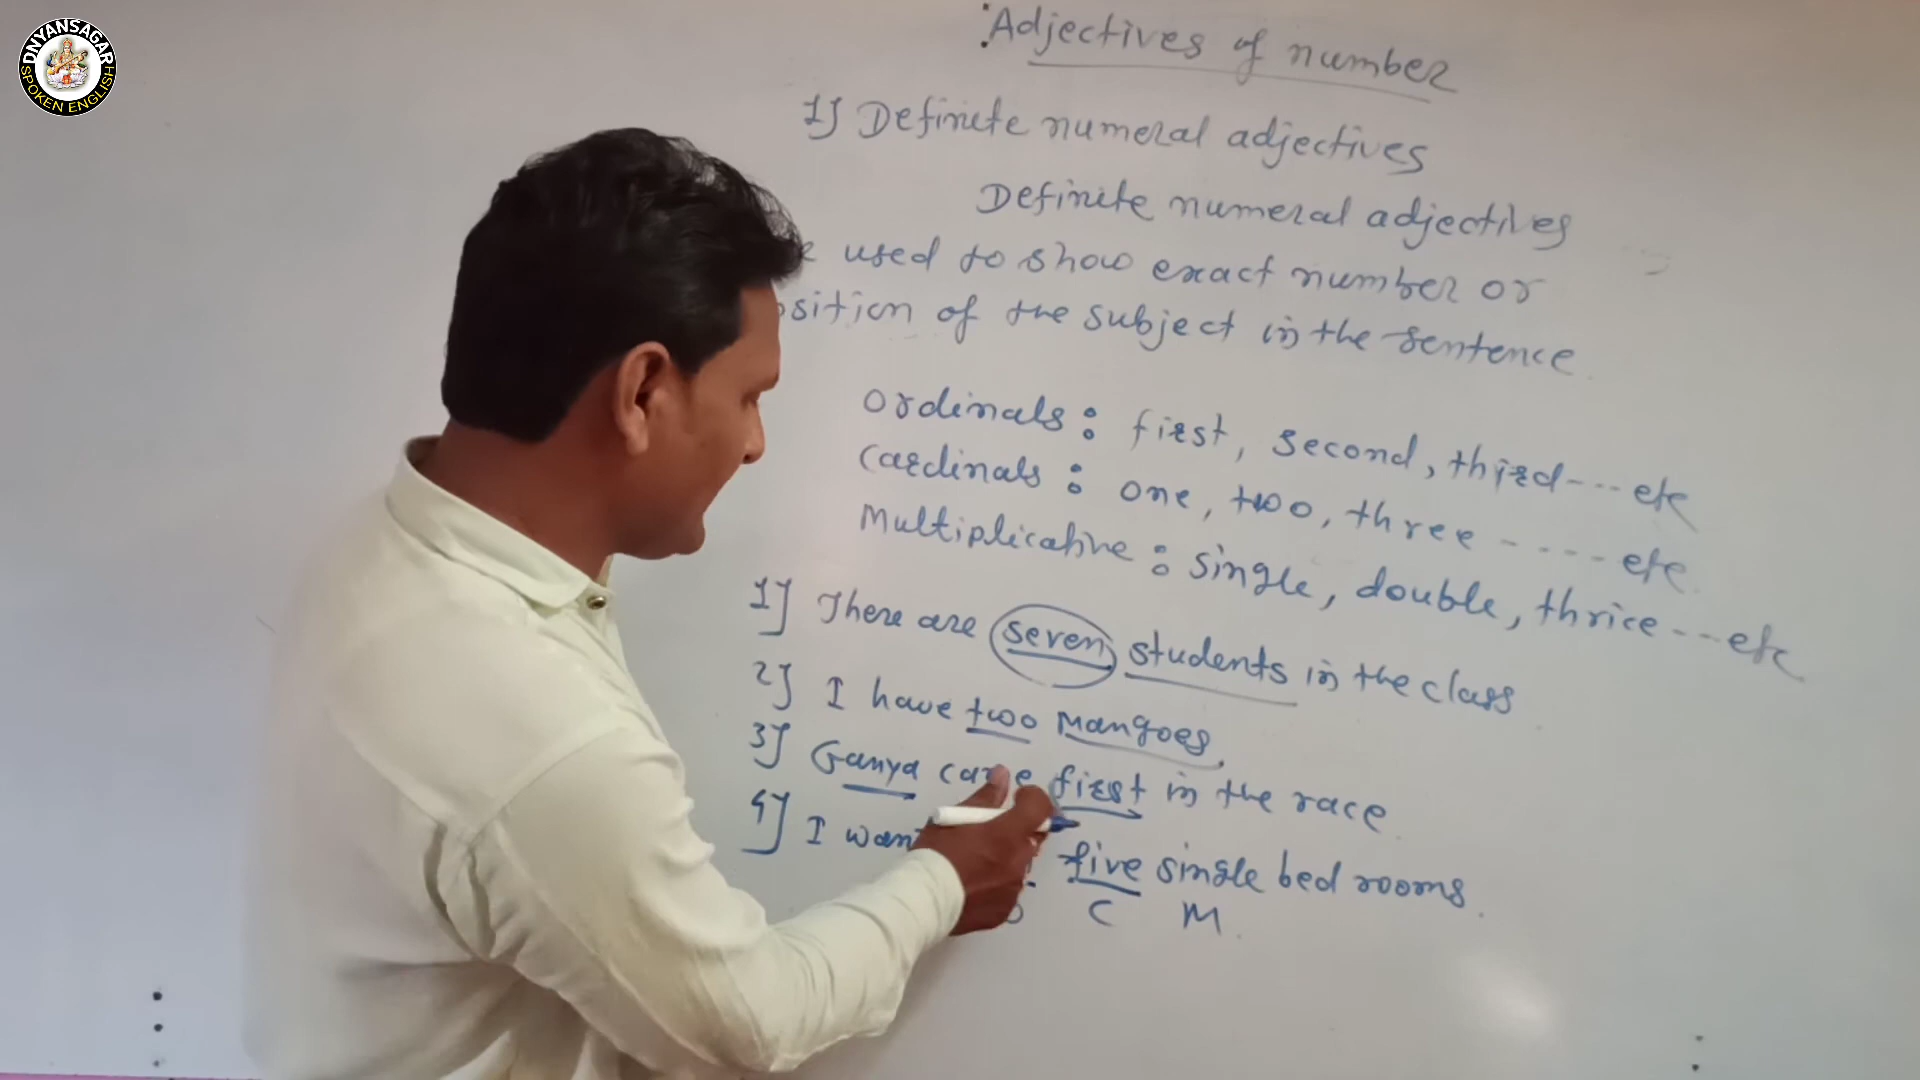 DNYANSAGAR
SPOKEN ENGLISH
Adjectives of number
1] Definite numeral adjectives
Definite numeral adjectives
used to show exact number or
sition of the subject in the sentence
Ordinals : first, second, third --- etc
Cardinals : one, two, three ---- etc.
Multiplicative : single, double, thrice --- etc
1] There are seven students in the class
2] I have two Mangoes.
3] Ganya came first in the race
4] I want five single bed rooms.
C M